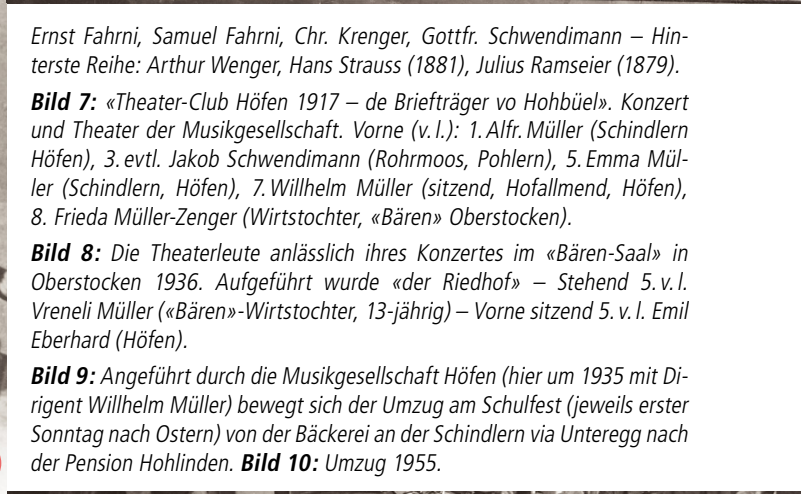 Ernst Fahrni, Samuel Fahrni, Chr. Krenger, Gottfr. Schwendimann – Hin-
terste Reihe: Arthur Wenger, Hans Strauss (1881), Julius Ramseier (1879).
Bild 7: «Theater-Club Höfen 1917 – de Briefträger vo Hohbüel». Konzert
und Theater der Musikgesellschaft. Vorne (v. l.): 1. Alfr. Müller (Schindlern
Höfen), 3. evtl. Jakob Schwendimann (Rohrmoos, Pohlern), 5. Emma Mül-
ler (Schindlern, Höfen), 7. Willhelm Müller (sitzend, Hofallmend, Höfen),
8. Frieda Müller-Zenger (Wirtstochter, «Bären» Oberstocken).
Bild 8: Die Theaterleute anlässlich ihres Konzertes im «Bären-Saal» in
Oberstocken 1936. Aufgeführt wurde «der Riedhof» – Stehend 5. v. l.
Vreneli Müller («Bären»-Wirtstochter, 13-jährig) – Vorne sitzend 5. v. l. Emil
Eberhard (Höfen).
Bild 9: Angeführt durch die Musikgesellschaft Höfen (hier um 1935 mit Di-
rigent Willhelm Müller) bewegt sich der Umzug am Schulfest (jeweils erster
Sonntag nach Ostern) von der Bäckerei an der Schindlern via Unteregg nach
der Pension Hohlinden. Bild 10: Umzug 1955.